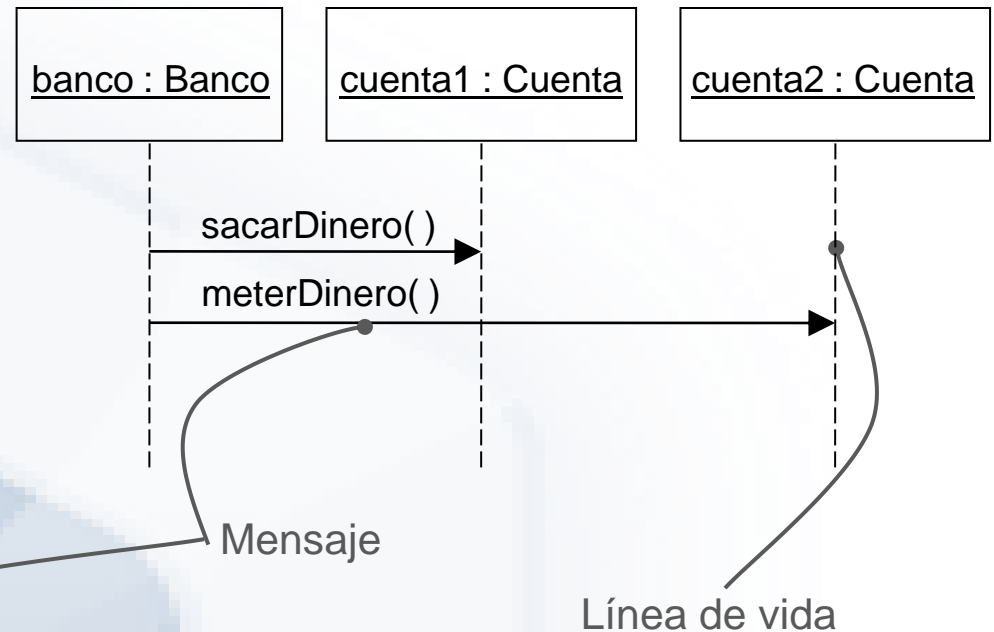 banco : Banco
cuenta1 : Cuenta
cuenta2 : Cuenta
sacarDinero( )
meterDinero( )
Mensaje
Línea de vida